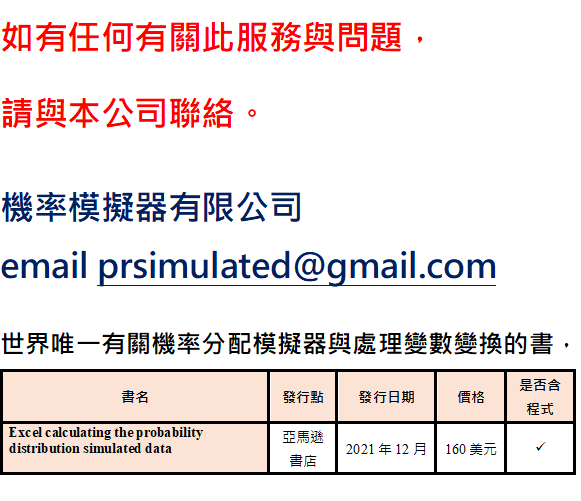 如有任何有關此服務與問題，
請與本公司聯絡。
機率模擬器有限公司
email prsimulated@gmail.com
世界唯一有關機率分配模擬器與處理變數變換的書，
書名 發行點 發行日期 價格 是否含
程式
Excel calculating the probability
distribution simulated data 亞馬遜
書店 2021 年 12 月 160 美元 ✓